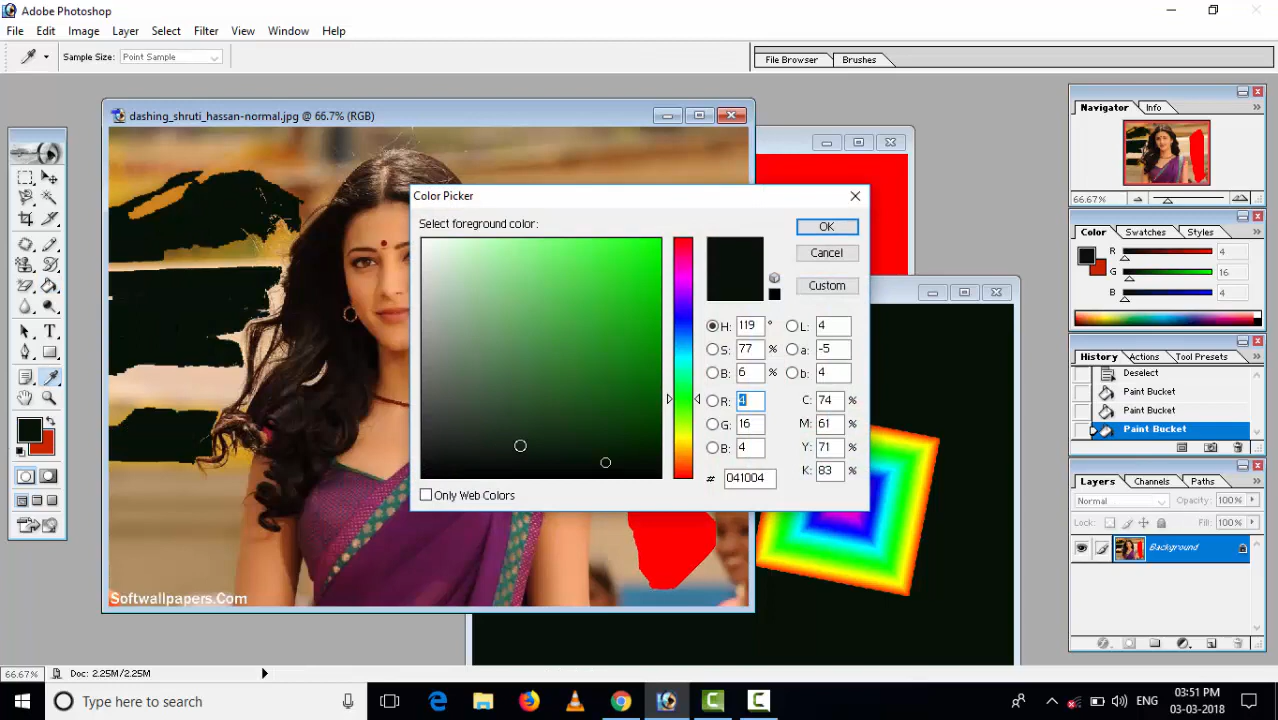 Adobe Photoshop
File Edit Image Layer Select Filter View Window Help
Sample Size: Point Sample
File Browser Brushes
dashing_shruti_hassan-normal.jpg @ 66.7% (RGB)
Navigator Info
66.67%
Color Swatches Styles
R 4
G 16
B 4
History Actions Tool Presets
Deselect
Paint Bucket
Paint Bucket
Paint Bucket
Layers Channels Paths
Normal Opacity: 100%
Lock: Fill: 100%
Background
Color Picker
Select foreground color:
OK
Cancel
Custom
H: 119 ° L: 4
S: 77 % a: -5
B: 6 % b: 4
R: 4 C: 74 %
G: 16 M: 61 %
B: 4 Y: 71 %
# 041004 K: 83 %
Only Web Colors
Softwallpapers.Com
66.67% Doc: 2.25M/2.25M
Type here to search
ENG
03:51 PM
03-03-2018